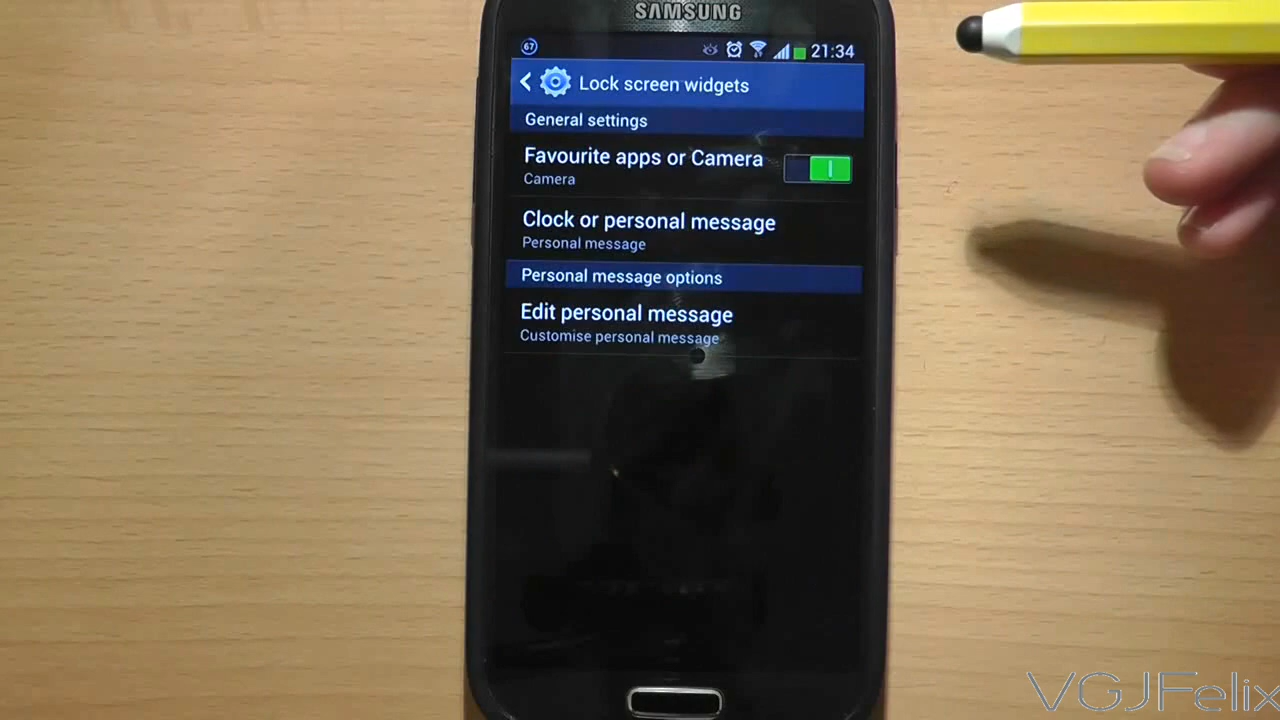 SAMSUNG
67 21:34
Lock screen widgets
General settings
Favourite apps or Camera
Camera
Clock or personal message
Personal message
Personal message options
Edit personal message
Customise personal message
VGJFelix